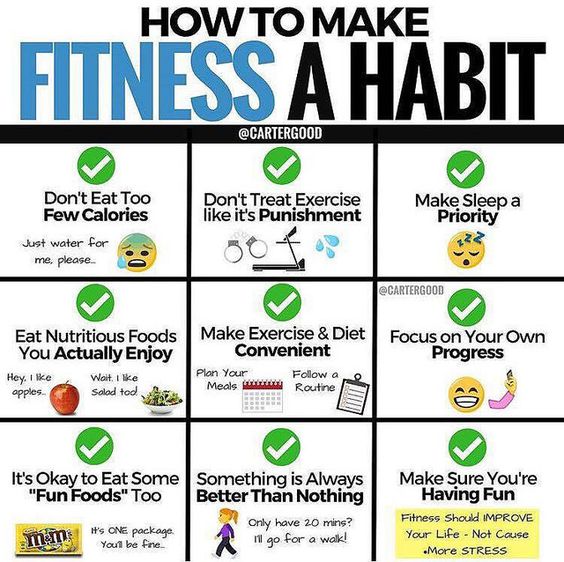 HOW TO MAKE
FITNESS A HABIT
@CARTERGOOD
Don't Eat Too
Few Calories
Just water for
me, please...
Don't Treat Exercise
like it's Punishment
Make Sleep a
Priority
zzz
Eat Nutritious Foods
You Actually Enjoy
Hey, I like
apples...
Wait. I like
salad too!
Make Exercise & Diet
Convenient
Plan Your
Meals
Follow a
Routine
@CARTERGOOD
Focus on Your Own
Progress
It's Okay to Eat Some
"Fun Foods" Too
m&m's
It's ONE package.
You'll be fine...
Something is Always
Better Than Nothing
Only have 20 mins?
I'll go for a walk!
Make Sure You're
Having Fun
Fitness Should IMPROVE
Your Life - Not Cause
•More STRESS